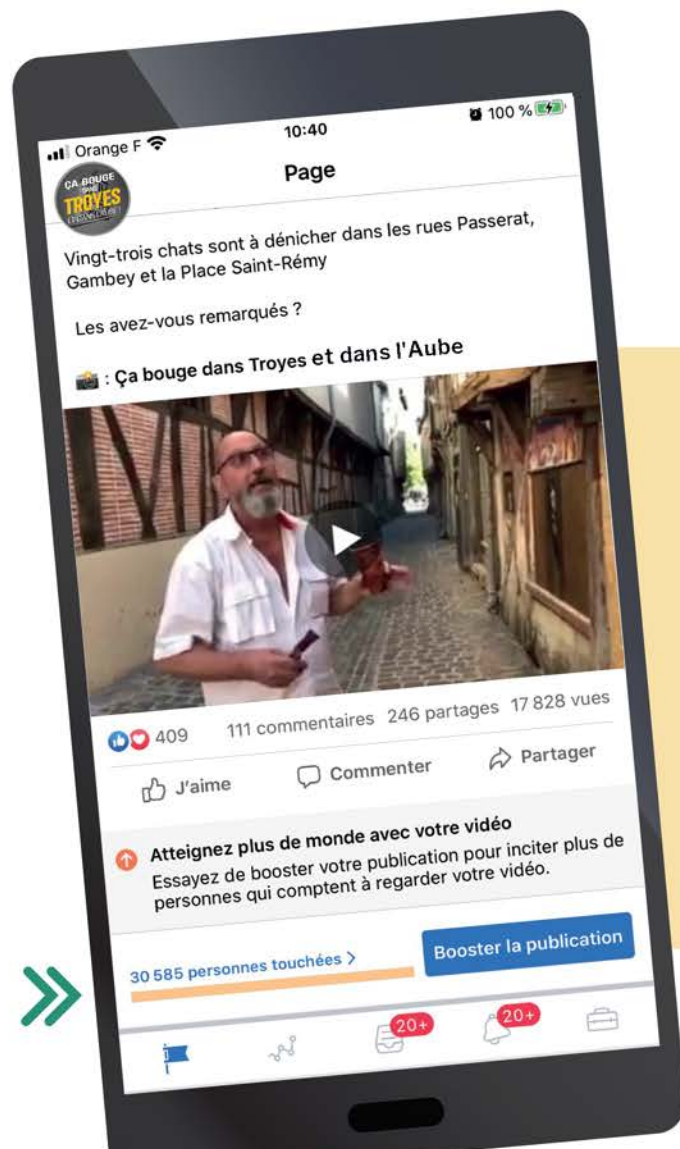 Orange F
10:40
100 %
ÇA BOUGE
DANS
TROYES
Page
Vingt-trois chats sont à dénicher dans les rues Passerat,
Gambey et la Place Saint-Rémy
Les avez-vous remarqués ?
: Ça bouge dans Troyes et dans l'Aube
409
111 commentaires
246 partages
17 828 vues
J'aime
Commenter
Partager
Atteignez plus de monde avec votre vidéo
Essayez de booster votre publication pour inciter plus de
personnes qui comptent à regarder votre vidéo.
30 585 personnes touchées >
Booster la publication
20+
20+